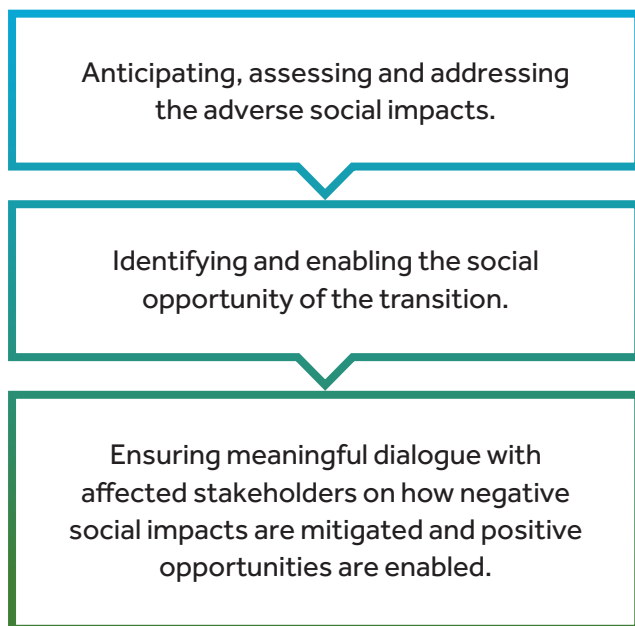 Anticipating, assessing and addressing
the adverse social impacts.
Identifying and enabling the social
opportunity of the transition.
Ensuring meaningful dialogue with
affected stakeholders on how negative
social impacts are mitigated and positive
opportunities are enabled.